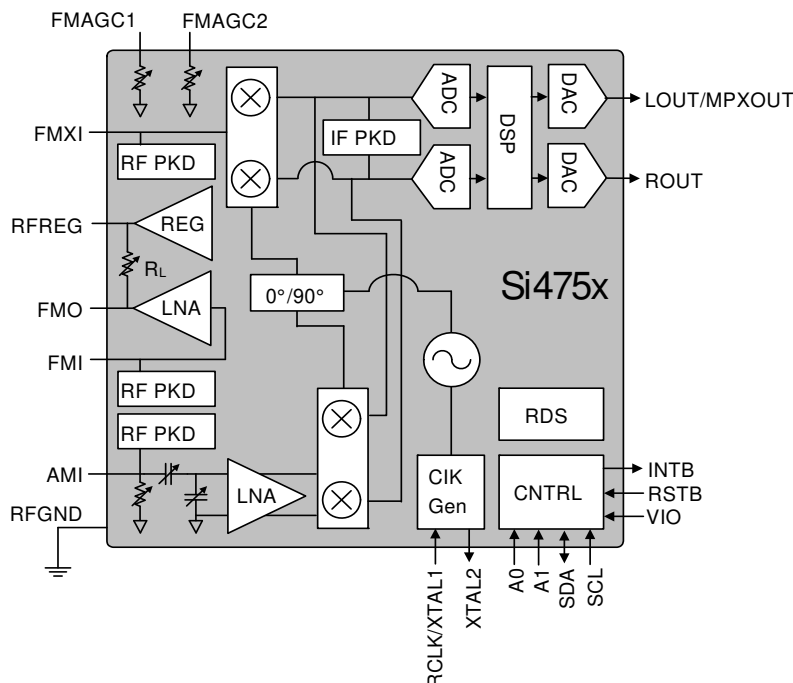 FMAGC1
FMAGC2
FMXI
RF PKD
IF PKD
ADC
ADC
DSP
DAC
DAC
LOUT/MPXOUT
ROUT
RFREG
REG
RL
FMO
LNA
FMI
RF PKD
RF PKD
0°/90°
Si475x
AMI
LNA
RFGND
ClK
Gen
RDS
CNTRL
INTB
RSTB
VIO
RCLK/XTAL1
XTAL2
A0
A1
SDA
SCL